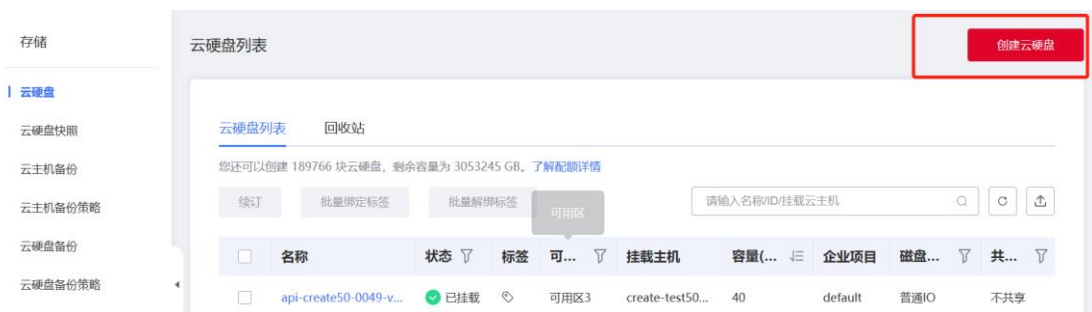 存储
云硬盘列表
创建云硬盘
云硬盘
云硬盘快照
云硬盘列表
回收站
云主机备份
您还可以创建 189766 块云硬盘，剩余容量为 3053245 GB。了解配额详情
云主机备份策略
续订
批量绑定标签
批量解绑标签
可用区
请输入名称/ID/挂载云主机
云硬盘备份
名称 状态 标签 可... 挂载主机 容量(... 企业项目 磁盘... 共...
云硬盘备份策略
api-create50-0049-v... 已挂载 可用区3 create-test50... 40 default 普通IO 不共享